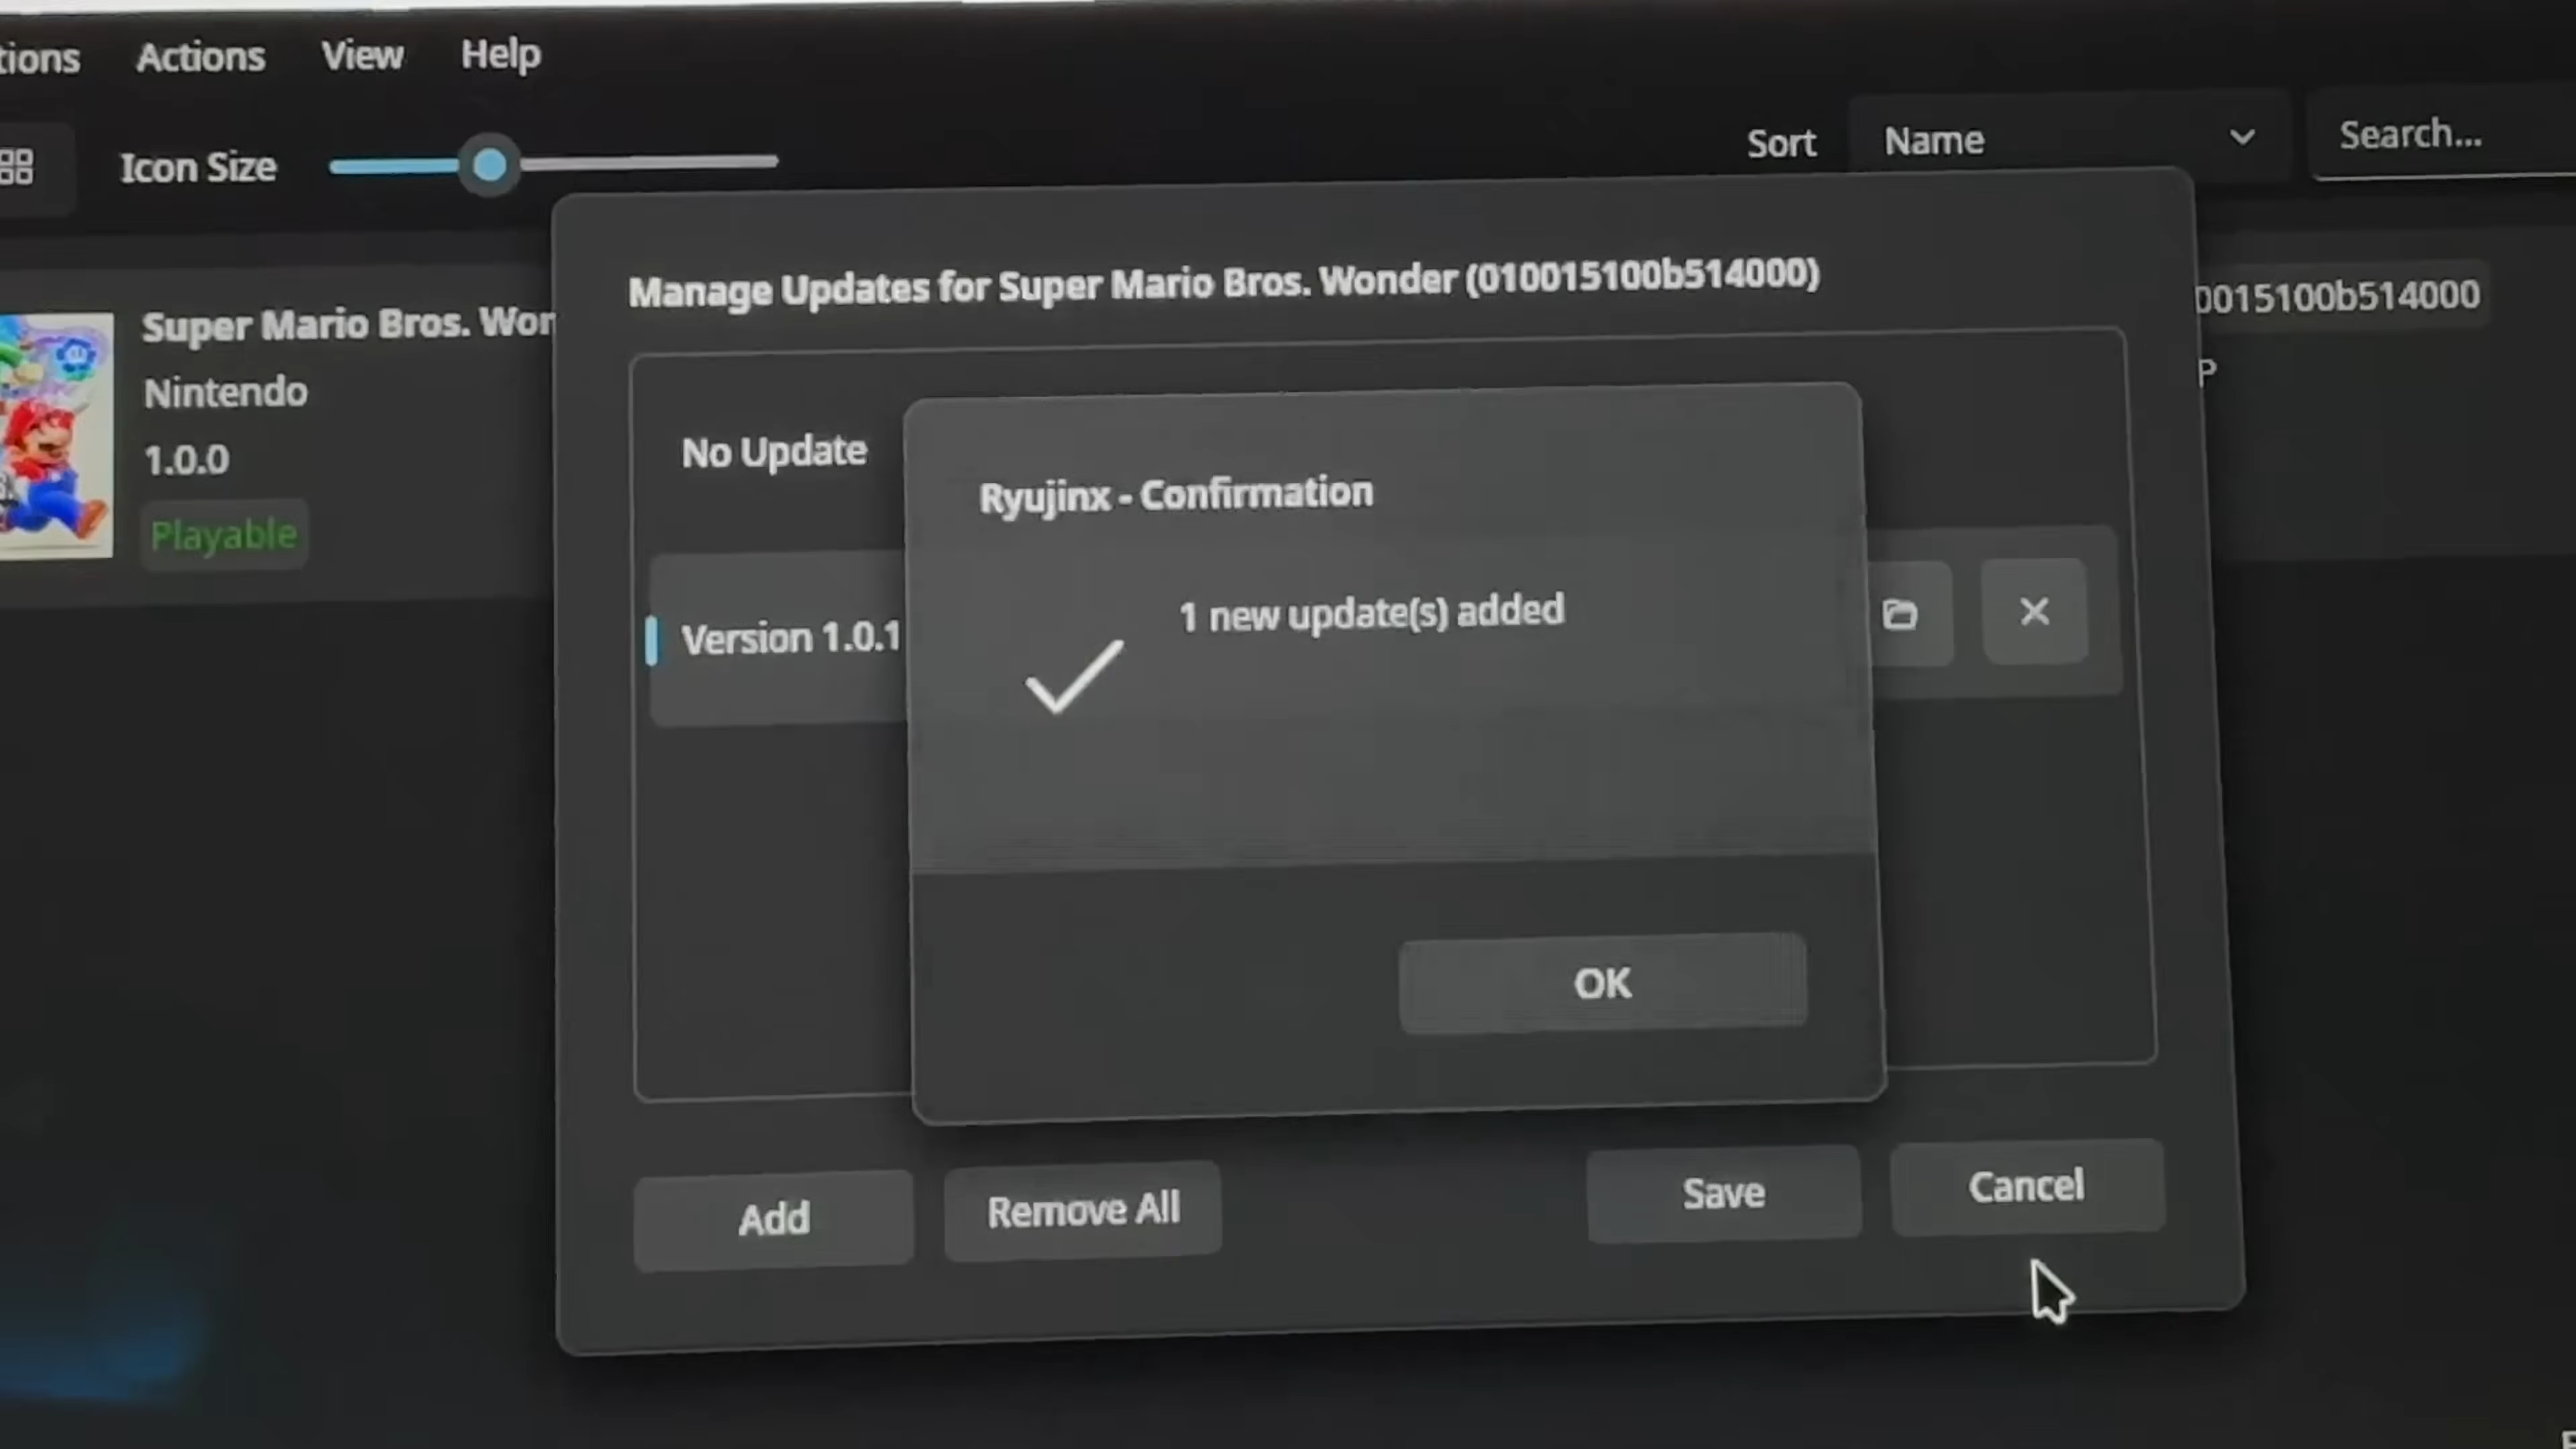 Actions View Help
Icon Size
Sort Name Search...
Manage Updates for Super Mario Bros. Wonder (010015100b514000)
Super Mario Bros.
Nintendo
1.0.0
Playable
0015100b514000
No Update
Version 1.0.1
Ryujinx - Confirmation
1 new update(s) added
OK
Add Remove All Save Cancel